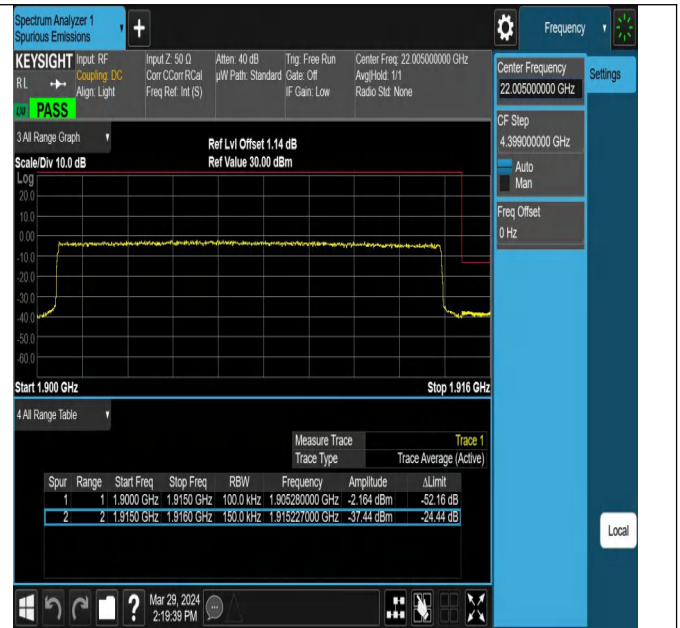 Spectrum Analyzer 1
Spurious Emissions
Frequency
KEYSIGHT Input: RF Input Z: 50 Ω Atten: 40 dB Trig: Free Run Center Freq: 22.005000000 GHz
RL Coupling: DC Corr CCorr RCal µW Path: Standard Gate: Off Avg|Hold: 1/1
Align: Light Freq Ref: Int (S) IF Gain: Low Radio Std: None
PASS
Center Frequency
22.005000000 GHz
Settings
CF Step
4.399000000 GHz
Auto
Man
Freq Offset
0 Hz
3 All Range Graph
Ref Lvl Offset 1.14 dB
Scale/Div 10.0 dB Ref Value 30.00 dBm
Log
20.0
10.0
0.00
-10.0
-20.0
-30.0
-40.0
-50.0
-60.0
Start 1.900 GHz Stop 1.916 GHz
4 All Range Table
Measure Trace Trace 1
Trace Type Trace Average (Active)
Spur Range Start Freq Stop Freq RBW Frequency Amplitude ΔLimit
1 1 1.9000 GHz 1.9150 GHz 100.0 kHz 1.905280000 GHz -2.164 dBm -52.16 dB
2 2 1.9150 GHz 1.9160 GHz 150.0 kHz 1.915227000 GHz -37.44 dBm -24.44 dB
Local
Mar 29, 2024
2:19:39 PM